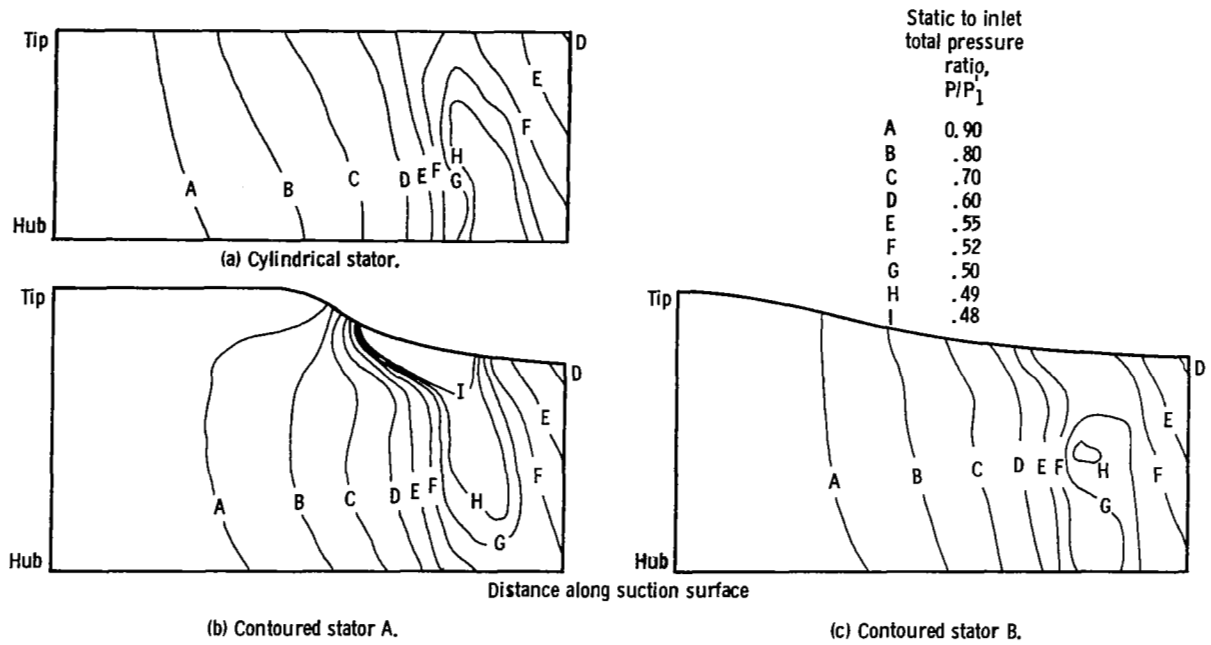 Tip
D
E
F
H
A
B
C
D E F
G
Hub
(a) Cylindrical stator.
Static to inlet
total pressure
ratio,
P/P'1
A 0.90
B .80
C .70
D .60
E .55
F .52
G .50
H .49
I .48
Tip
D
I
E
F
A
B
C
D
E
F
H
G
Hub
(b) Contoured stator A.
Tip
D
E
F
A
B
C
D E F
H
G
Hub
Distance along suction surface
(c) Contoured stator B.